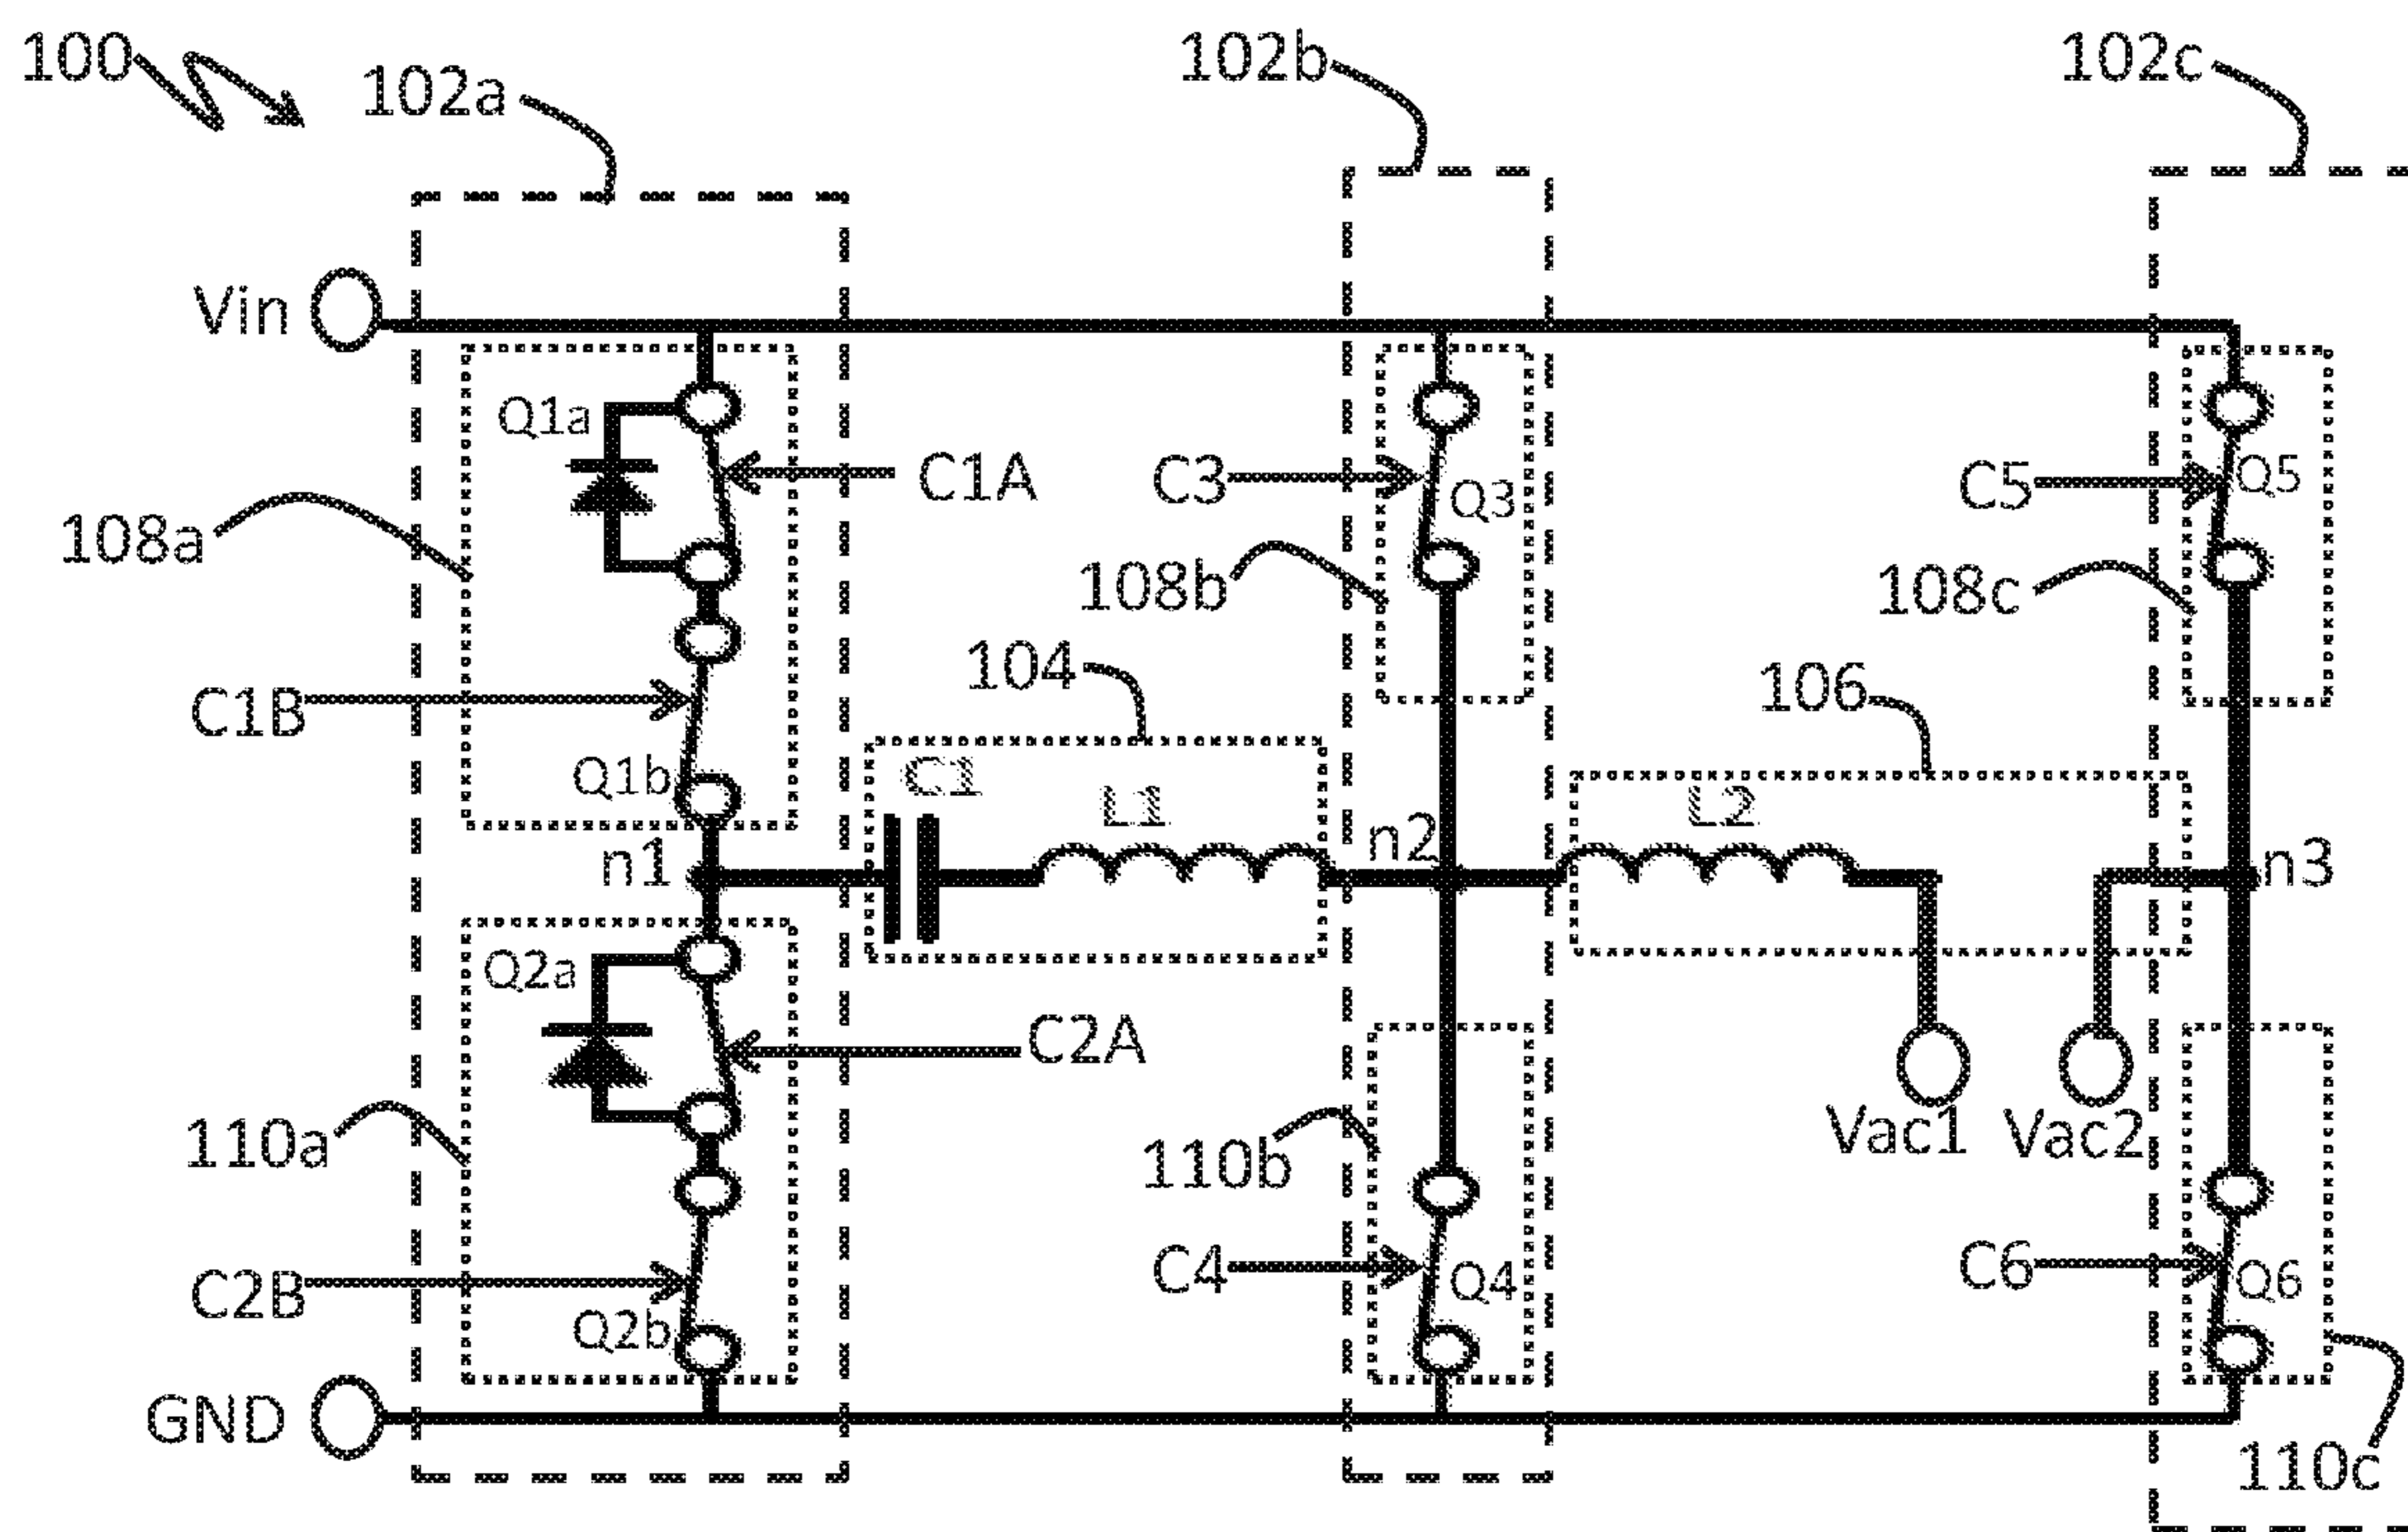 100
102a
102b
102c
Vin
Q1a
C1A
C3
Q3
C5
Q5
108a
108b
108c
104
106
C1B
Q1b
C1
L1
n2
L2
n1
n3
Q2a
C2A
110a
110b
Vac1
Vac2
C2B
Q2b
C4
Q4
C6
Q6
GND
110c